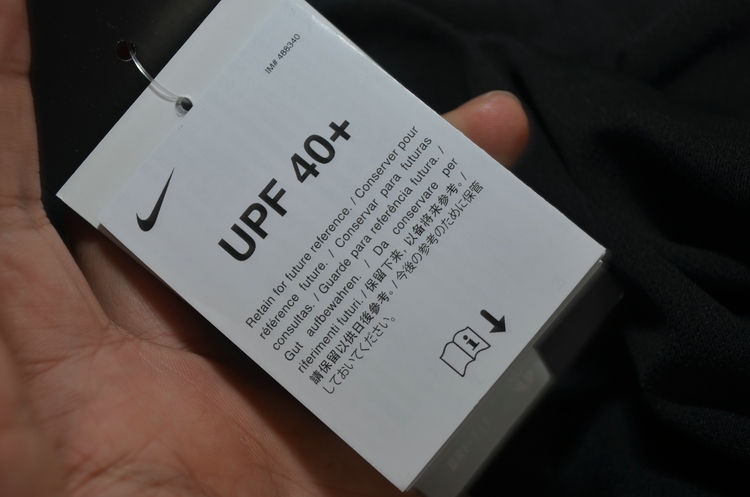 IM# 488340
UPF 40+
Retain for future reference. / Conserver pour
référence future. / Conservar para futuras
consultas. / Guarde para referência futura. /
Gut aufbewahren. / Da conservare per
riferimenti futuri. / 保留下来, 以备将来参考。/
請保留以供日後參考。/ 今後の参考のために保管
しておいてください。